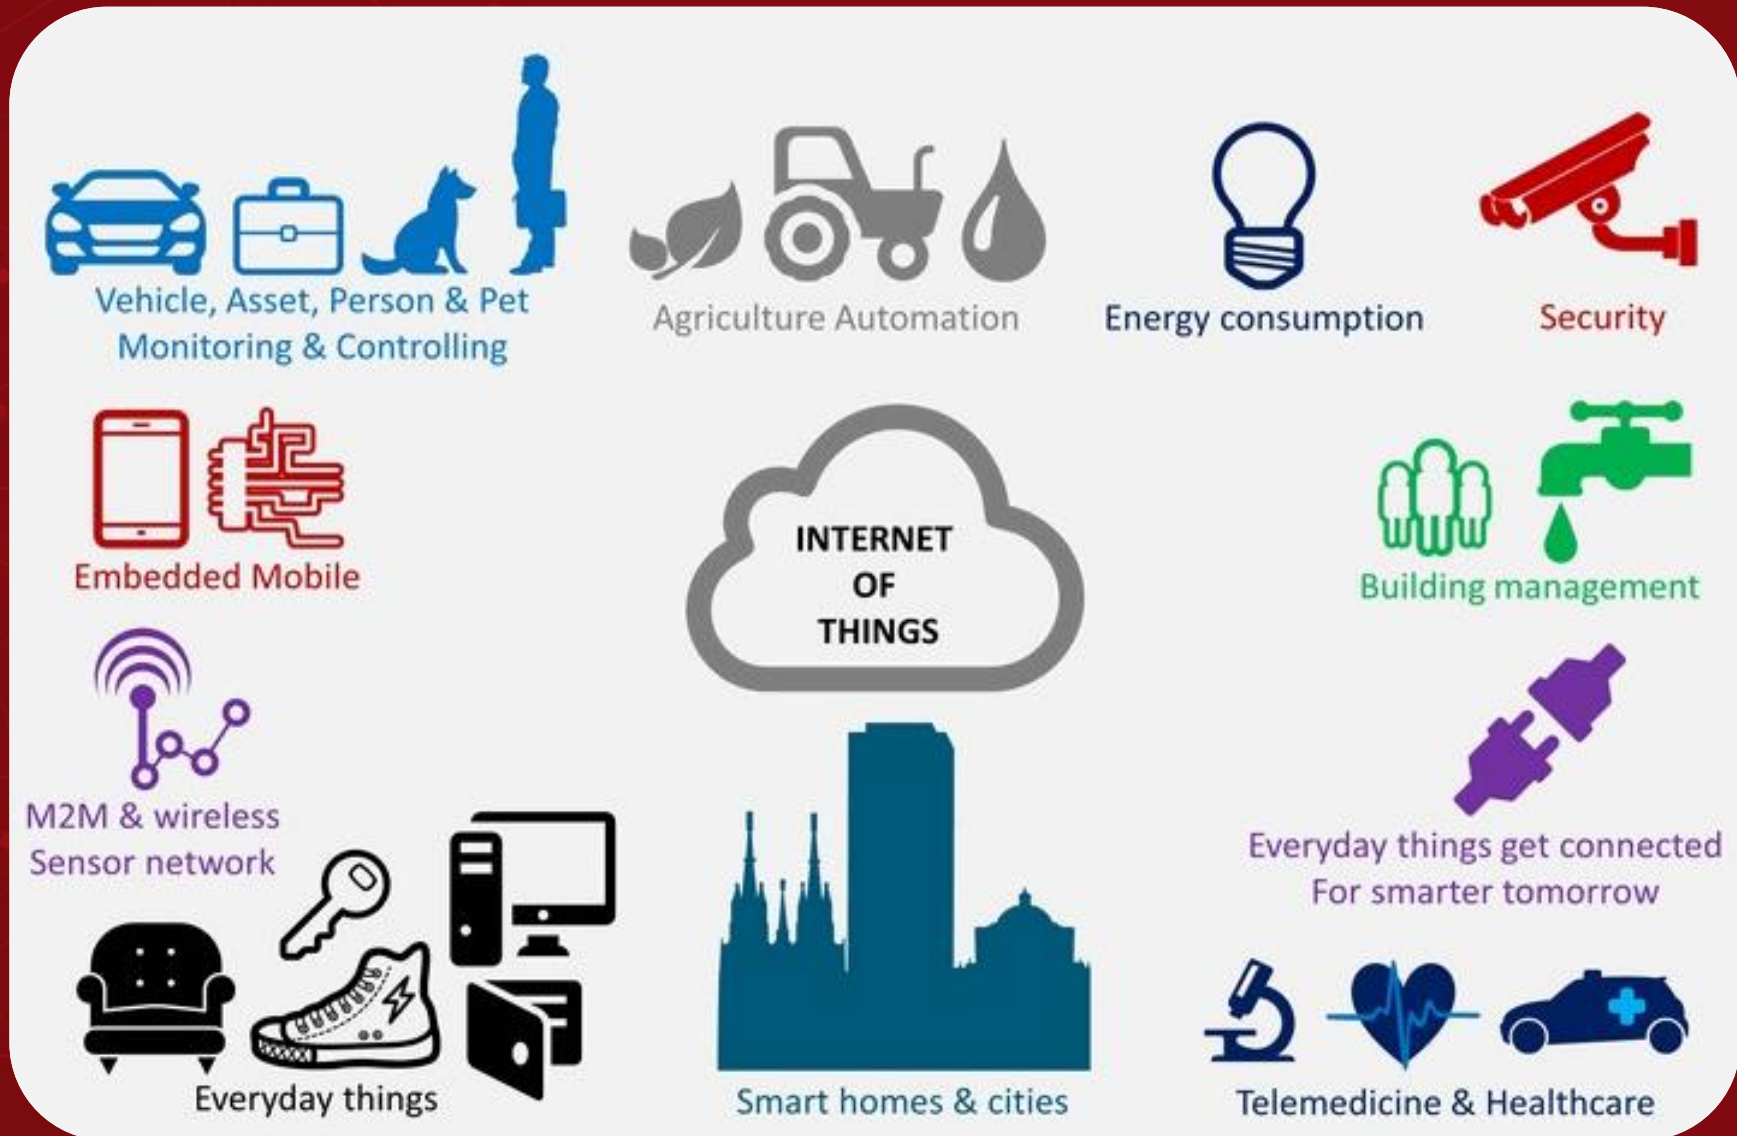 Vehicle, Asset, Person & Pet
Monitoring & Controlling
Agriculture Automation
Energy consumption
Security
Embedded Mobile
INTERNET
OF
THINGS
Building management
M2M & wireless
Sensor network
Everyday things get connected
For smarter tomorrow
Everyday things
Smart homes & cities
Telemedicine & Healthcare